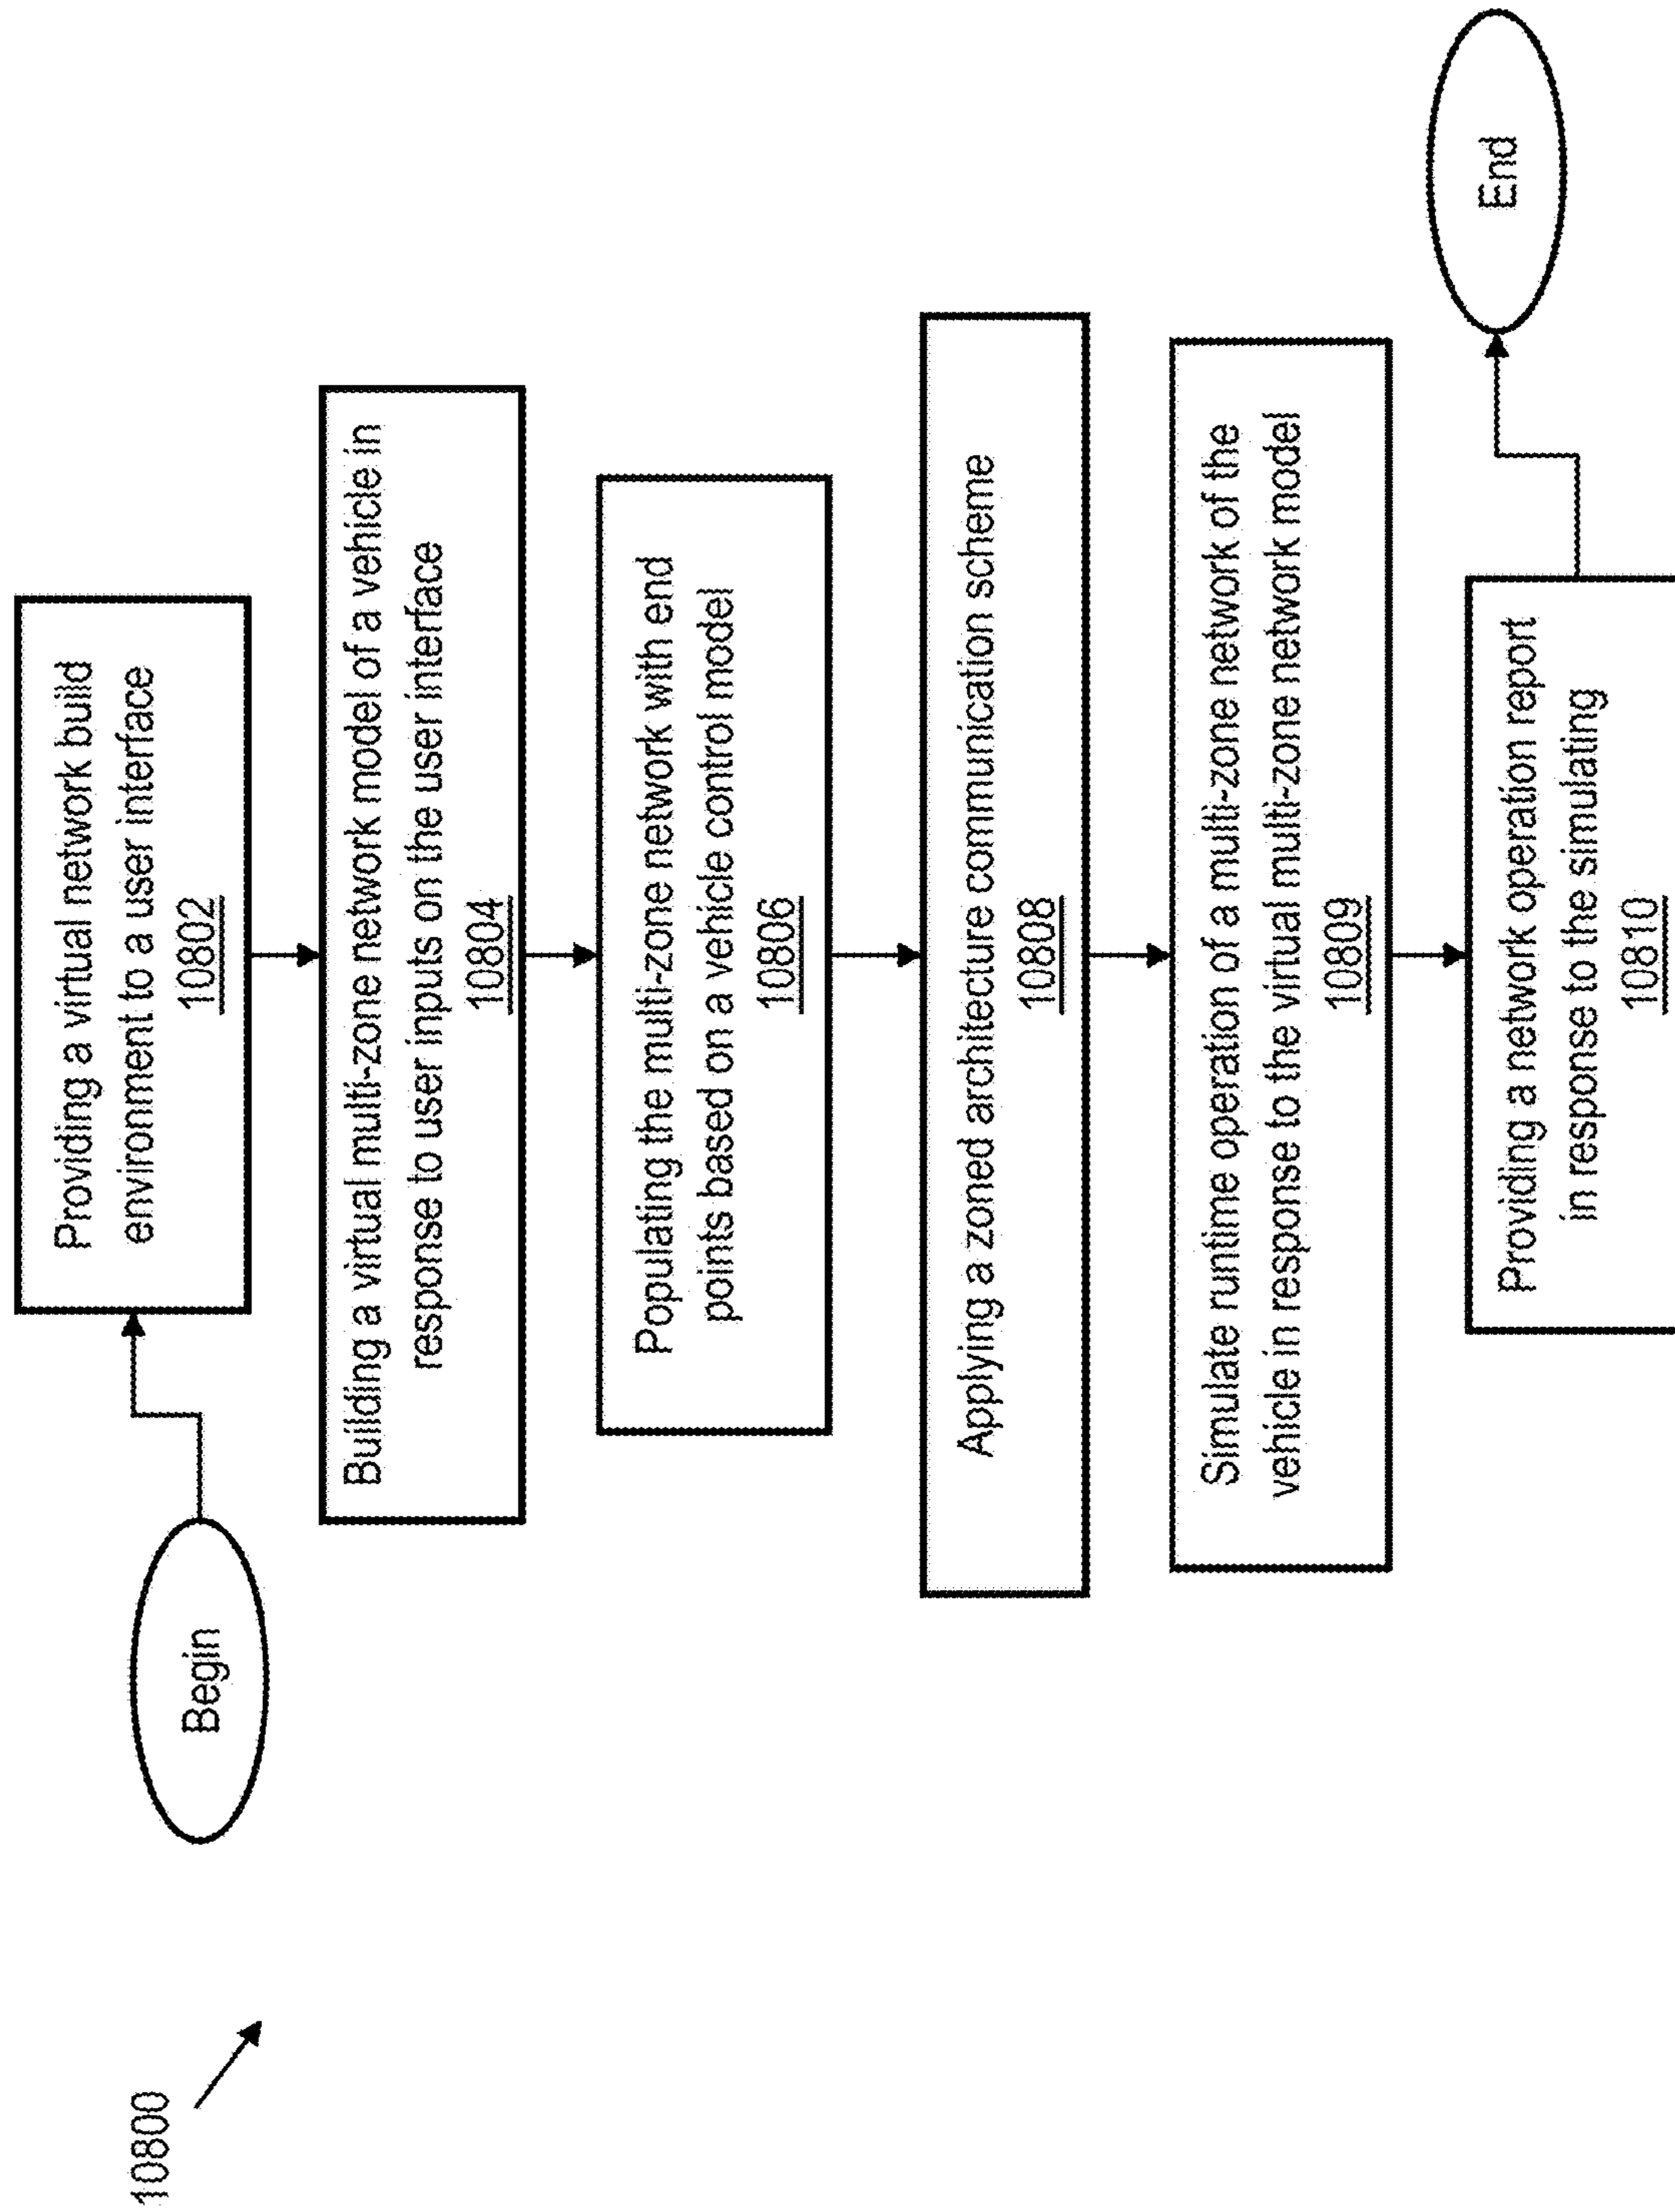 10800
Begin
Providing a virtual network build
environment to a user interface
10802
Building a virtual multi-zone network model of a vehicle in
response to user inputs on the user interface
10804
Populating the multi-zone network with end
points based on a vehicle control model
10806
Applying a zoned architecture communication scheme
10808
Simulate runtime operation of a multi-zone network of the
vehicle in response to the virtual multi-zone network model
10809
Providing a network operation report
in response to the simulating
10810
End